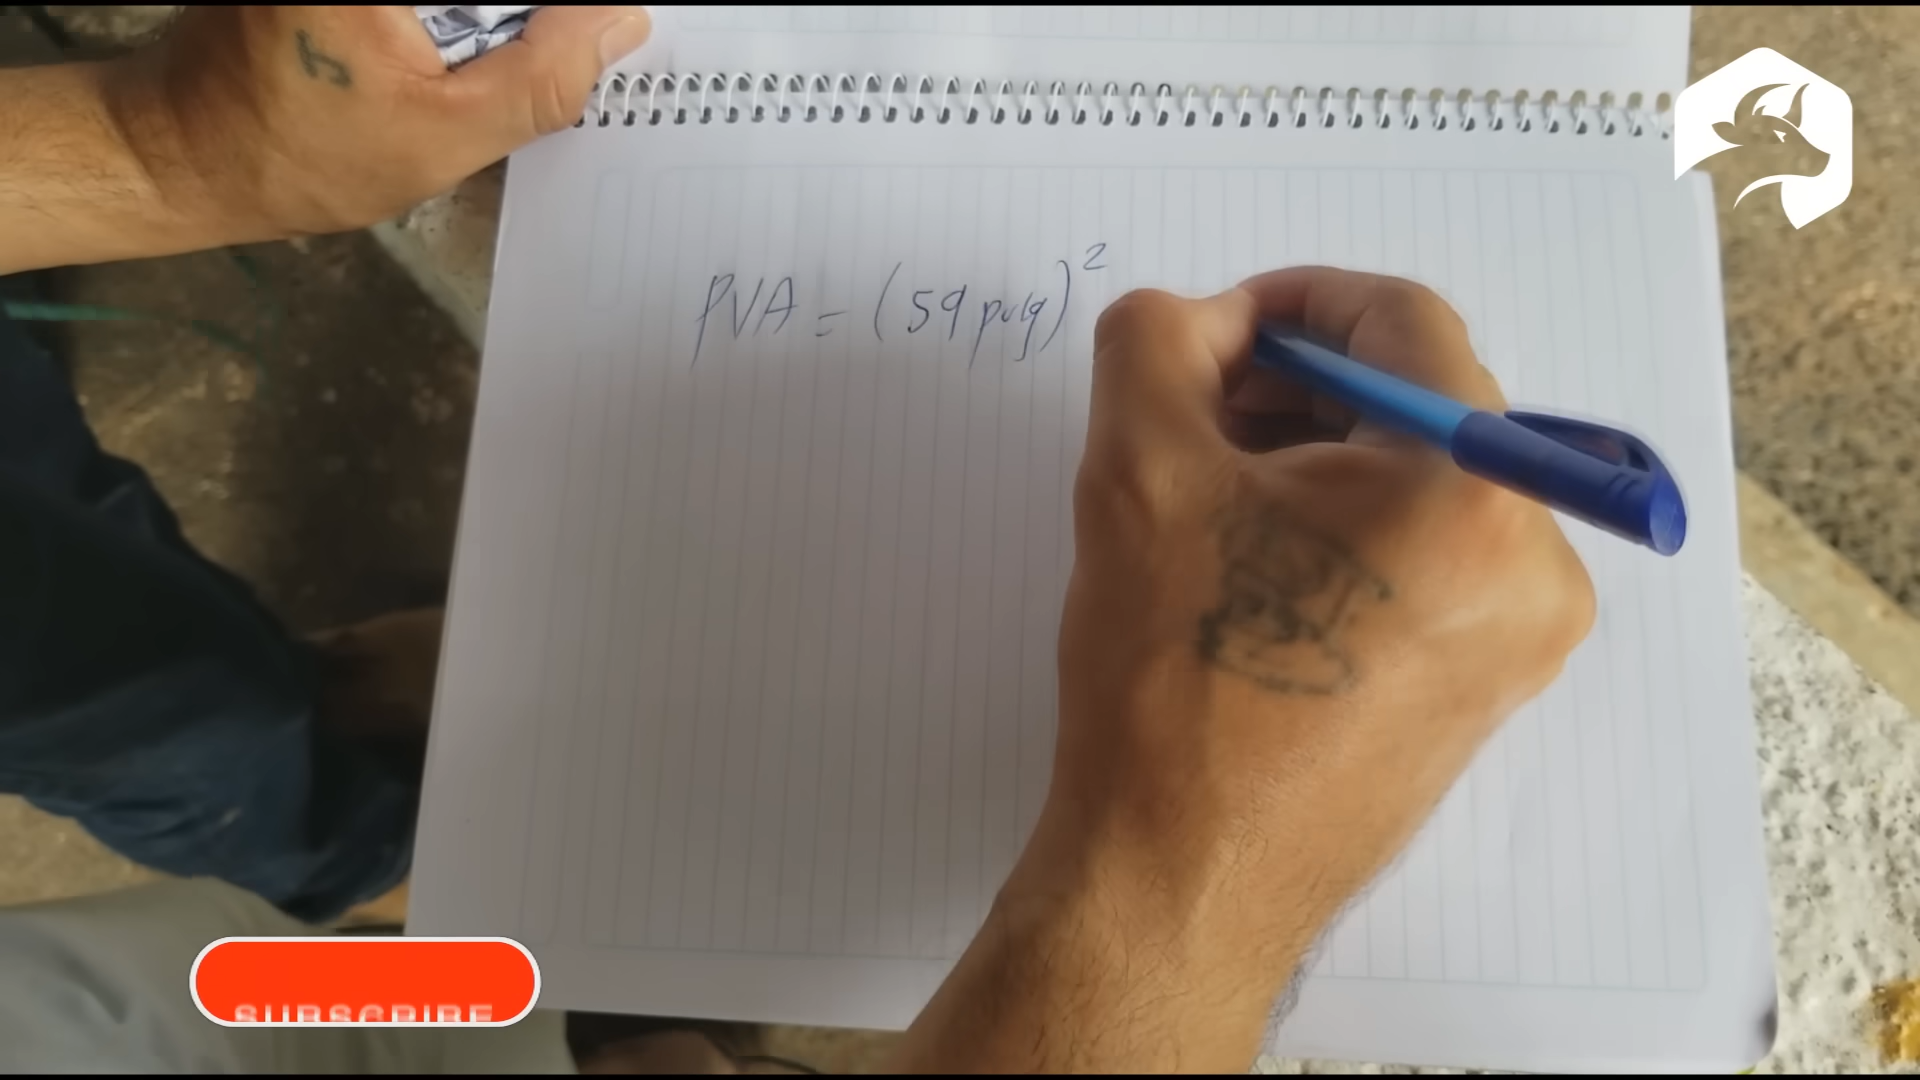 PVA = (59 pulg)²
SUBSCRIBE